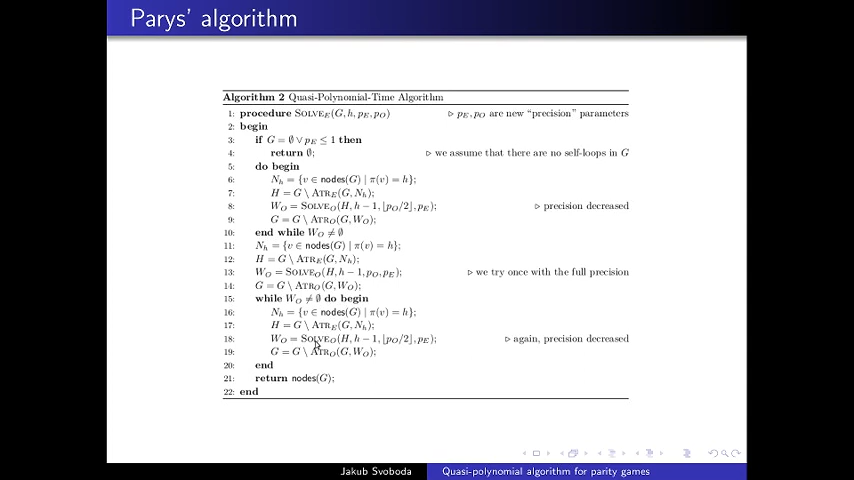 Parys' algorithm
Algorithm 2 Quasi-Polynomial-Time Algorithm
1: procedure SOLVE_E(G, h, p_E, p_O) ▷ p_E, p_O are new "precision" parameters
2: begin
3: if G = ∅ ∨ p_E ≤ 1 then
4: return ∅; ▷ we assume that there are no self-loops in G
5: do begin
6: N_h = {v ∈ nodes(G) | π(v) = h};
7: H = G \ ATR_E(G, N_h);
8: W_O = SOLVE_O(H, h − 1, ⌊p_O/2⌋, p_E); ▷ precision decreased
9: G = G \ ATR_O(G, W_O);
10: end while W_O ≠ ∅
11: N_h = {v ∈ nodes(G) | π(v) = h};
12: H = G \ ATR_E(G, N_h);
13: W_O = SOLVE_O(H, h − 1, p_O, p_E); ▷ we try once with the full precision
14: G = G \ ATR_O(G, W_O);
15: while W_O ≠ ∅ do begin
16: N_h = {v ∈ nodes(G) | π(v) = h};
17: H = G \ ATR_E(G, N_h);
18: W_O = SOLVE_O(H, h − 1, ⌊p_O/2⌋, p_E); ▷ again, precision decreased
19: G = G \ ATR_O(G, W_O);
20: end
21: return nodes(G);
22: end
Jakub Svoboda Quasi-polynomial algorithm for parity games